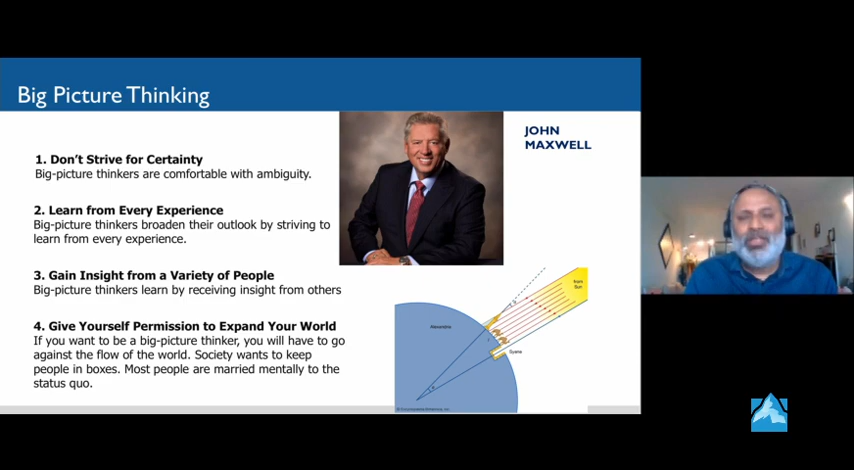 Big Picture Thinking
JOHN
MAXWELL
1. Don't Strive for Certainty
Big-picture thinkers are comfortable with ambiguity.
2. Learn from Every Experience
Big-picture thinkers broaden their outlook by striving to
learn from every experience.
3. Gain Insight from a Variety of People
Big-picture thinkers learn by receiving insight from others
4. Give Yourself Permission to Expand Your World
If you want to be a big-picture thinker, you will have to go
against the flow of the world. Society wants to keep
people in boxes. Most people are married mentally to the
status quo.
from
Sun
Alexandria
Syene